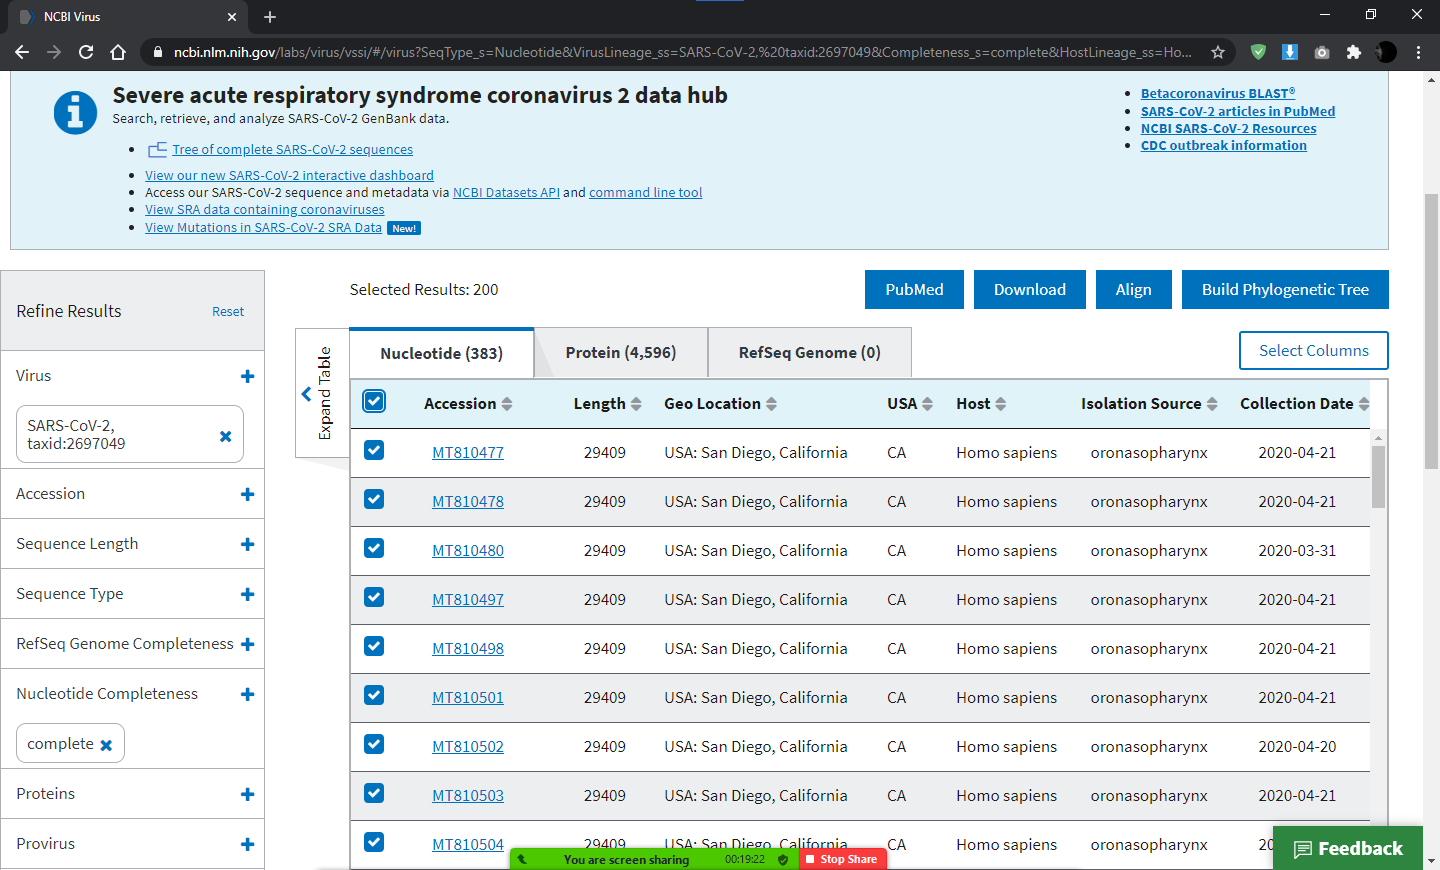 NCBI Virus
ncbi.nlm.nih.gov/labs/virus/vssi/#/virus?SeqType_s=Nucleotide&VirusLineage_ss=SARS-CoV-2,%20taxid:2697049&Completeness_s=complete&HostLineage_ss=Ho...
Severe acute respiratory syndrome coronavirus 2 data hub
Search, retrieve, and analyze SARS-CoV-2 GenBank data.
Tree of complete SARS-CoV-2 sequences
View our new SARS-CoV-2 interactive dashboard
Access our SARS-CoV-2 sequence and metadata via NCBI Datasets API and command line tool
View SRA data containing coronaviruses
View Mutations in SARS-CoV-2 SRA Data New!
Betacoronavirus BLAST®
SARS-CoV-2 articles in PubMed
NCBI SARS-CoV-2 Resources
CDC outbreak information
Refine Results Reset
Virus
SARS-CoV-2,
taxid:2697049
Accession
Sequence Length
Sequence Type
RefSeq Genome Completeness
Nucleotide Completeness
complete
Proteins
Provirus
Selected Results: 200
PubMed Download Align Build Phylogenetic Tree
Expand Table
Nucleotide (383) Protein (4,596) RefSeq Genome (0)
Select Columns
Accession Length Geo Location USA Host Isolation Source Collection Date
MT810477 29409 USA: San Diego, California CA Homo sapiens oronasopharynx 2020-04-21
MT810478 29409 USA: San Diego, California CA Homo sapiens oronasopharynx 2020-04-21
MT810480 29409 USA: San Diego, California CA Homo sapiens oronasopharynx 2020-03-31
MT810497 29409 USA: San Diego, California CA Homo sapiens oronasopharynx 2020-04-21
MT810498 29409 USA: San Diego, California CA Homo sapiens oronasopharynx 2020-04-21
MT810501 29409 USA: San Diego, California CA Homo sapiens oronasopharynx 2020-04-21
MT810502 29409 USA: San Diego, California CA Homo sapiens oronasopharynx 2020-04-20
MT810503 29409 USA: San Diego, California CA Homo sapiens oronasopharynx 2020-04-21
MT810504 29409 USA: San Diego, California CA Homo sapiens oronasopharynx
You are screen sharing 00:19:22 Stop Share
Feedback